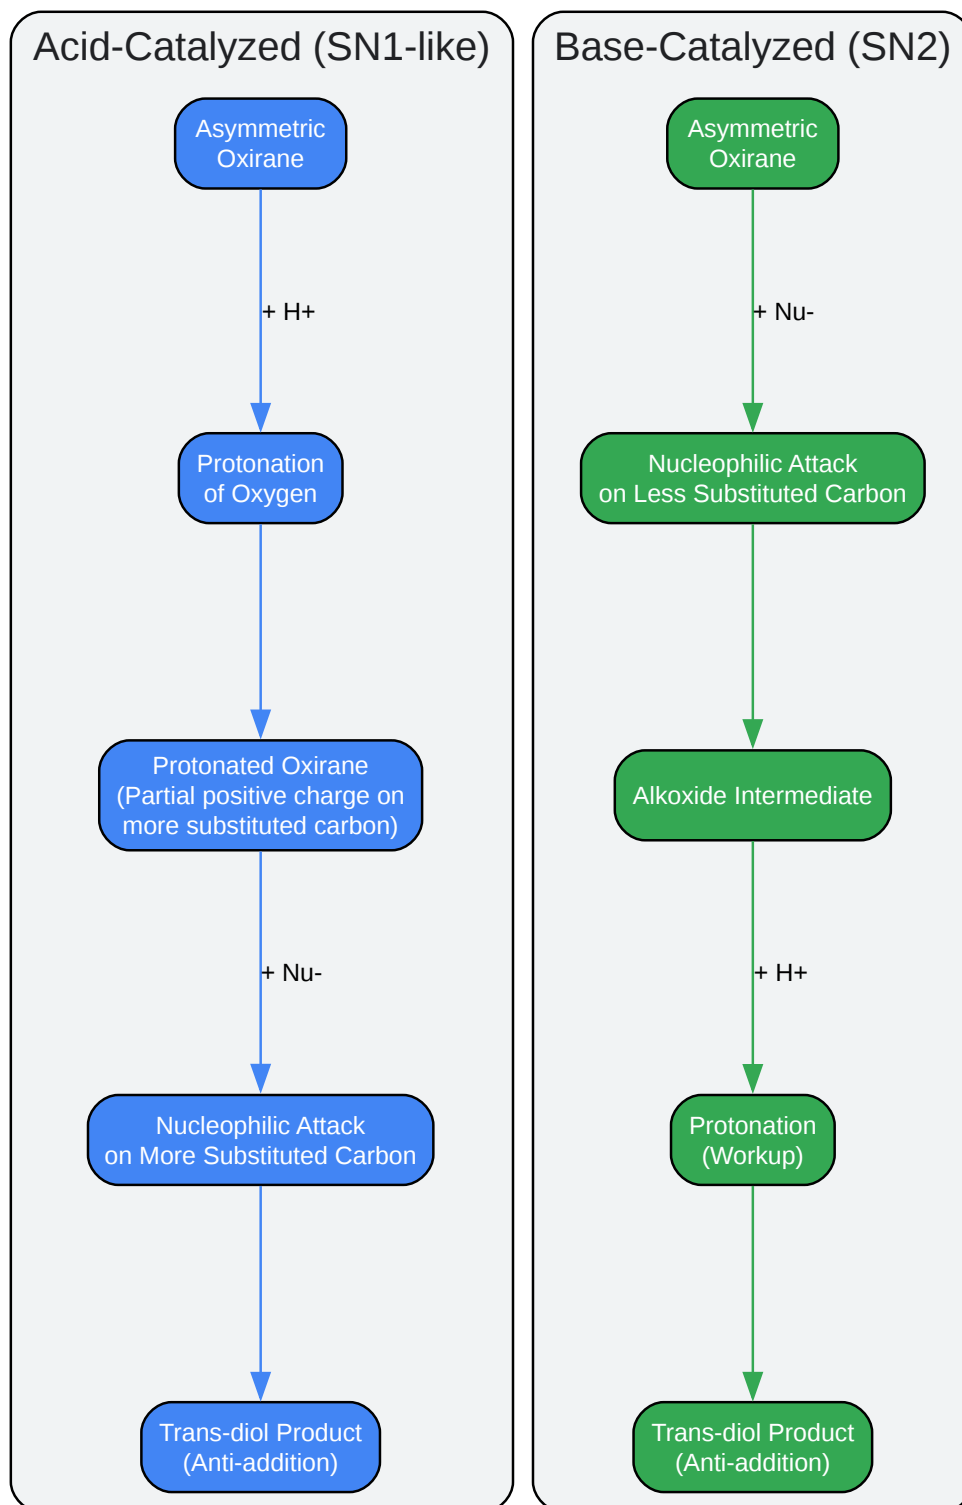 Acid-Catalyzed (SN1-like)
Asymmetric
Oxirane
+ H+
Protonation
of Oxygen
Protonated Oxirane
(Partial positive charge on
more substituted carbon)
+ Nu-
Nucleophilic Attack
on More Substituted Carbon
Trans-diol Product
(Anti-addition)
Base-Catalyzed (SN2)
Asymmetric
Oxirane
+ Nu-
Nucleophilic Attack
on Less Substituted Carbon
Alkoxide Intermediate
+ H+
Protonation
(Workup)
Trans-diol Product
(Anti-addition)